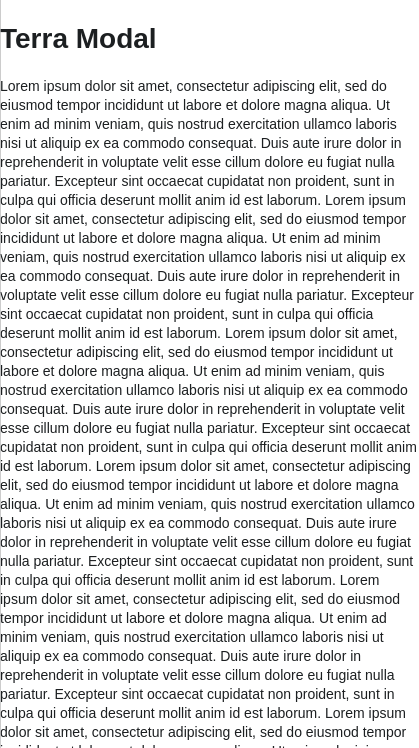 Terra Modal
Lorem ipsum dolor sit amet, consectetur adipiscing elit, sed do
eiusmod tempor incididunt ut labore et dolore magna aliqua. Ut
enim ad minim veniam, quis nostrud exercitation ullamco laboris
nisi ut aliquip ex ea commodo consequat. Duis aute irure dolor in
reprehenderit in voluptate velit esse cillum dolore eu fugiat nulla
pariatur. Excepteur sint occaecat cupidatat non proident, sunt in
culpa qui officia deserunt mollit anim id est laborum. Lorem ipsum
dolor sit amet, consectetur adipiscing elit, sed do eiusmod tempor
incididunt ut labore et dolore magna aliqua. Ut enim ad minim
veniam, quis nostrud exercitation ullamco laboris nisi ut aliquip ex
ea commodo consequat. Duis aute irure dolor in reprehenderit in
voluptate velit esse cillum dolore eu fugiat nulla pariatur. Excepteur
sint occaecat cupidatat non proident, sunt in culpa qui officia
deserunt mollit anim id est laborum. Lorem ipsum dolor sit amet,
consectetur adipiscing elit, sed do eiusmod tempor incididunt ut
labore et dolore magna aliqua. Ut enim ad minim veniam, quis
nostrud exercitation ullamco laboris nisi ut aliquip ex ea commodo
consequat. Duis aute irure dolor in reprehenderit in voluptate velit
esse cillum dolore eu fugiat nulla pariatur. Excepteur sint occaecat
cupidatat non proident, sunt in culpa qui officia deserunt mollit anim
id est laborum. Lorem ipsum dolor sit amet, consectetur adipiscing
elit, sed do eiusmod tempor incididunt ut labore et dolore magna
aliqua. Ut enim ad minim veniam, quis nostrud exercitation ullamco
laboris nisi ut aliquip ex ea commodo consequat. Duis aute irure
dolor in reprehenderit in voluptate velit esse cillum dolore eu fugiat
nulla pariatur. Excepteur sint occaecat cupidatat non proident, sunt
in culpa qui officia deserunt mollit anim id est laborum. Lorem
ipsum dolor sit amet, consectetur adipiscing elit, sed do eiusmod
tempor incididunt ut labore et dolore magna aliqua. Ut enim ad
minim veniam, quis nostrud exercitation ullamco laboris nisi ut
aliquip ex ea commodo consequat. Duis aute irure dolor in
reprehenderit in voluptate velit esse cillum dolore eu fugiat nulla
pariatur. Excepteur sint occaecat cupidatat non proident, sunt in
culpa qui officia deserunt mollit anim id est laborum. Lorem ipsum
dolor sit amet, consectetur adipiscing elit, sed do eiusmod tempor